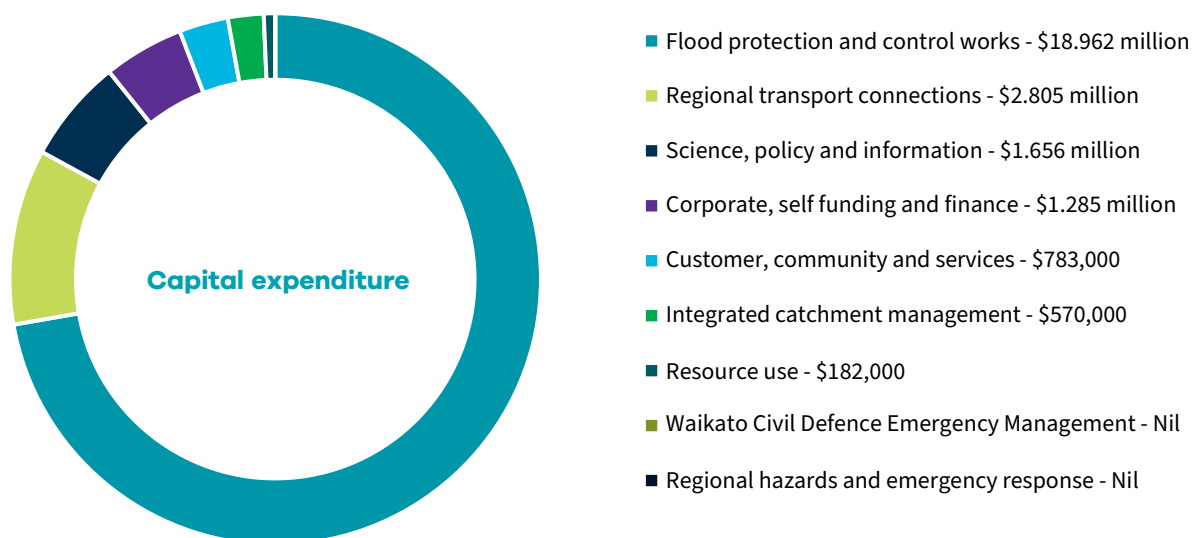 Capital expenditure
Flood protection and control works - $18.962 million
Regional transport connections - $2.805 million
Science, policy and information - $1.656 million
Corporate, self funding and finance - $1.285 million
Customer, community and services - $783,000
Integrated catchment management - $570,000
Resource use - $182,000
Waikato Civil Defence Emergency Management - Nil
Regional hazards and emergency response - Nil